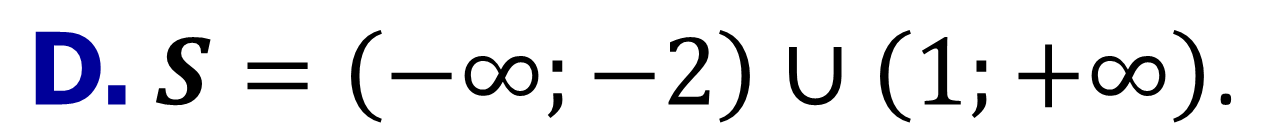 D. S = (−∞; −2) ∪ (1; +∞).